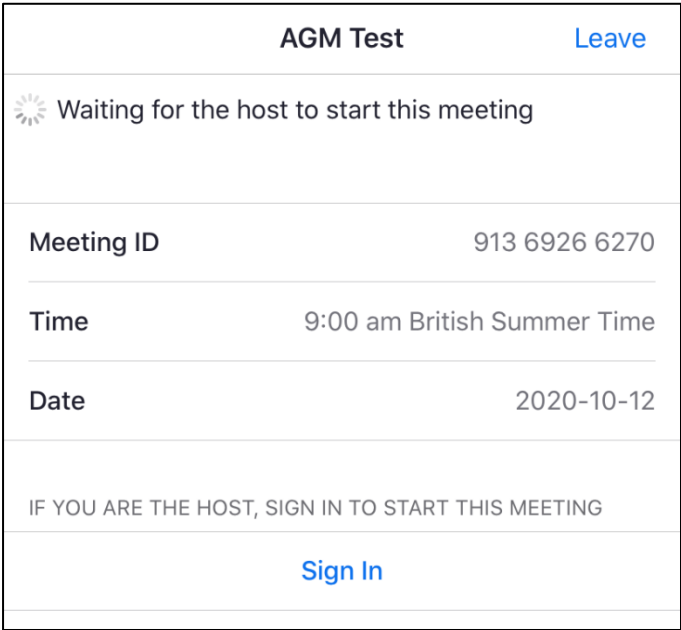 AGM Test Leave
Waiting for the host to start this meeting
Meeting ID 913 6926 6270
Time 9:00 am British Summer Time
Date 2020-10-12
IF YOU ARE THE HOST, SIGN IN TO START THIS MEETING
Sign In